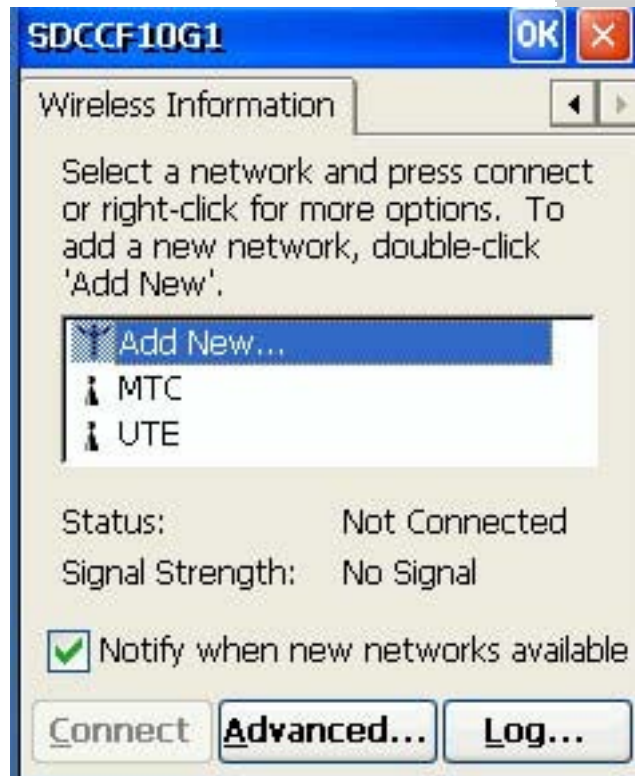 SDCCF10G1 OK
Wireless Information
Select a network and press connect
or right-click for more options. To
add a new network, double-click
'Add New'.
Add New...
MTC
UTE
Status: Not Connected
Signal Strength: No Signal
Notify when new networks available
Connect Advanced... Log...